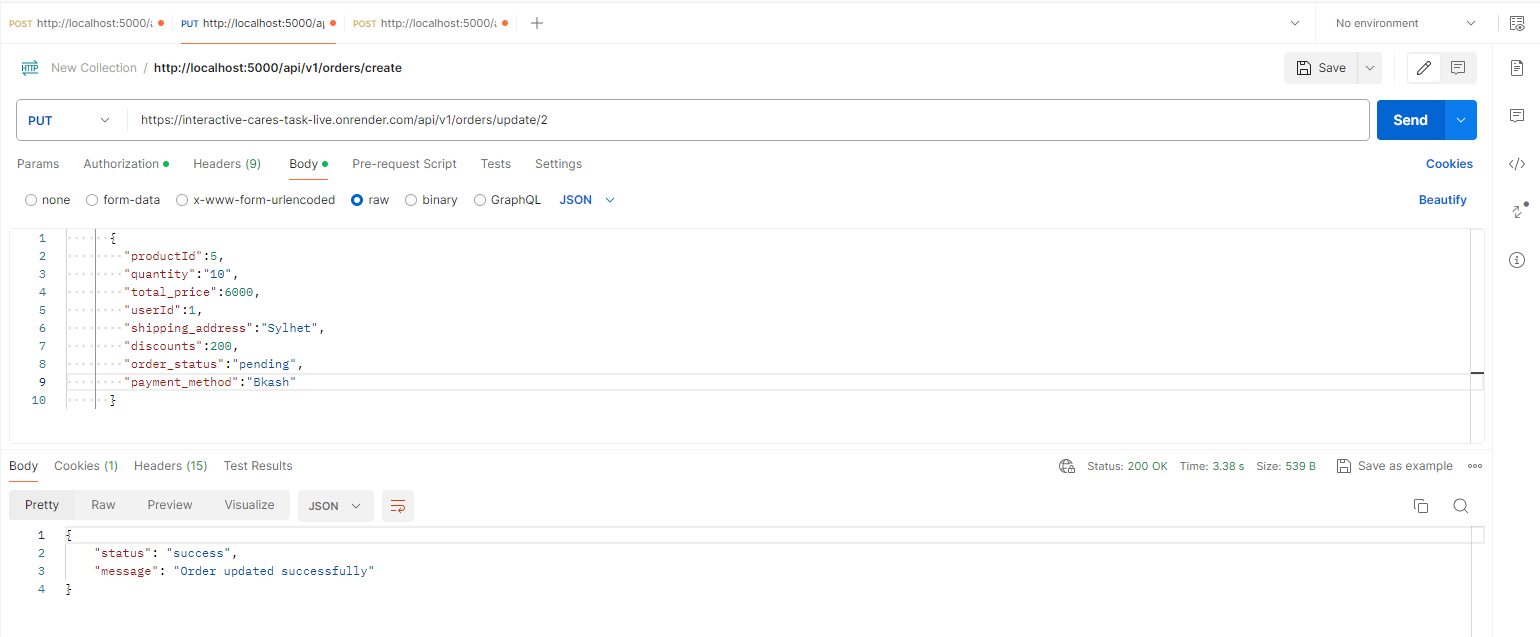 POST http://localhost:5000/a PUT http://localhost:5000/ap POST http://localhost:5000/a No environment
HTTP New Collection / http://localhost:5000/api/v1/orders/create Save
PUT https://interactive-cares-task-live.onrender.com/api/v1/orders/update/2 Send
Params Authorization Headers (9) Body Pre-request Script Tests Settings Cookies
none form-data x-www-form-urlencoded raw binary GraphQL JSON Beautify
1 {
2 "productId":5,
3 "quantity":"10",
4 "total_price":6000,
5 "userId":1,
6 "shipping_address":"Sylhet",
7 "discounts":200,
8 "order_status":"pending",
9 "payment_method":"Bkash"
10 }
Body Cookies (1) Headers (15) Test Results Status: 200 OK Time: 3.38 s Size: 539 B Save as example
Pretty Raw Preview Visualize JSON
1 {
2 "status": "success",
3 "message": "Order updated successfully"
4 }